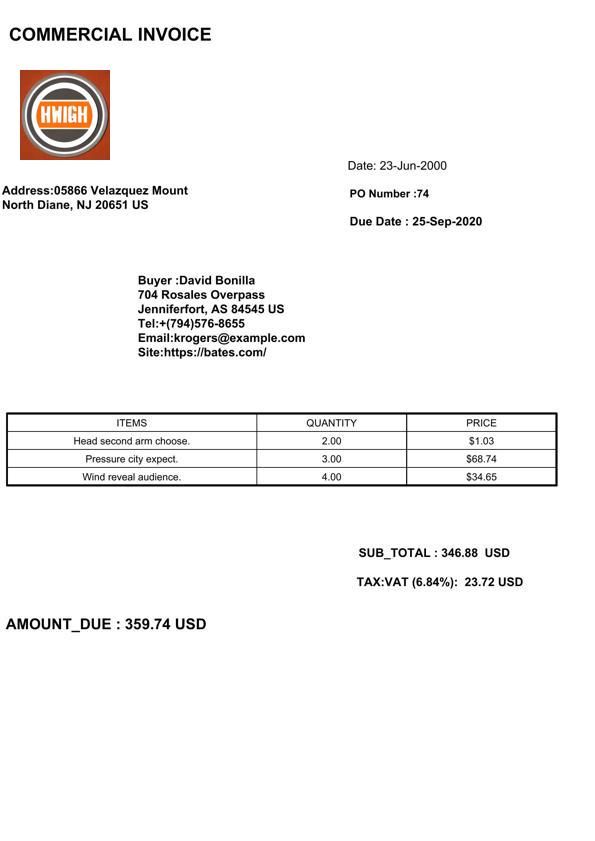 COMMERCIAL INVOICE
HWIGH
Date: 23-Jun-2000
Address:05866 Velazquez Mount
North Diane, NJ 20651 US
PO Number :74
Due Date : 25-Sep-2020
Buyer :David Bonilla
704 Rosales Overpass
Jenniferfort, AS 84545 US
Tel:+(794)576-8655
Email:krogers@example.com
Site:https://bates.com/
ITEMS QUANTITY PRICE
Head second arm choose. 2.00 $1.03
Pressure city expect. 3.00 $68.74
Wind reveal audience. 4.00 $34.65
SUB_TOTAL : 346.88 USD
TAX:VAT (6.84%): 23.72 USD
AMOUNT_DUE : 359.74 USD